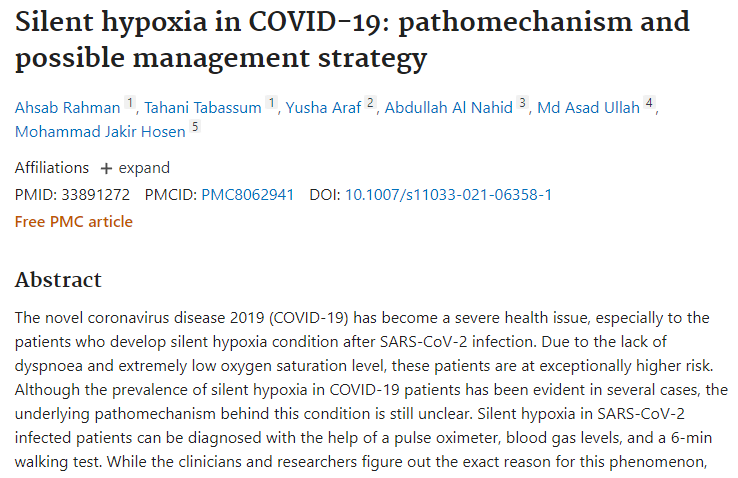 Silent hypoxia in COVID-19: pathomechanism and
possible management strategy
Ahsab Rahman 1, Tahani Tabassum 1, Yusha Araf 2, Abdullah Al Nahid 3, Md Asad Ullah 4,
Mohammad Jakir Hosen 5
Affiliations + expand
PMID: 33891272 PMCID: PMC8062941 DOI: 10.1007/s11033-021-06358-1
Free PMC article
Abstract
The novel coronavirus disease 2019 (COVID-19) has become a severe health issue, especially to the
patients who develop silent hypoxia condition after SARS-CoV-2 infection. Due to the lack of
dyspnoea and extremely low oxygen saturation level, these patients are at exceptionally higher risk.
Although the prevalence of silent hypoxia in COVID-19 patients has been evident in several cases, the
underlying pathomechanism behind this condition is still unclear. Silent hypoxia in SARS-CoV-2
infected patients can be diagnosed with the help of a pulse oximeter, blood gas levels, and a 6-min
walking test. While the clinicians and researchers figure out the exact reason for this phenomenon,